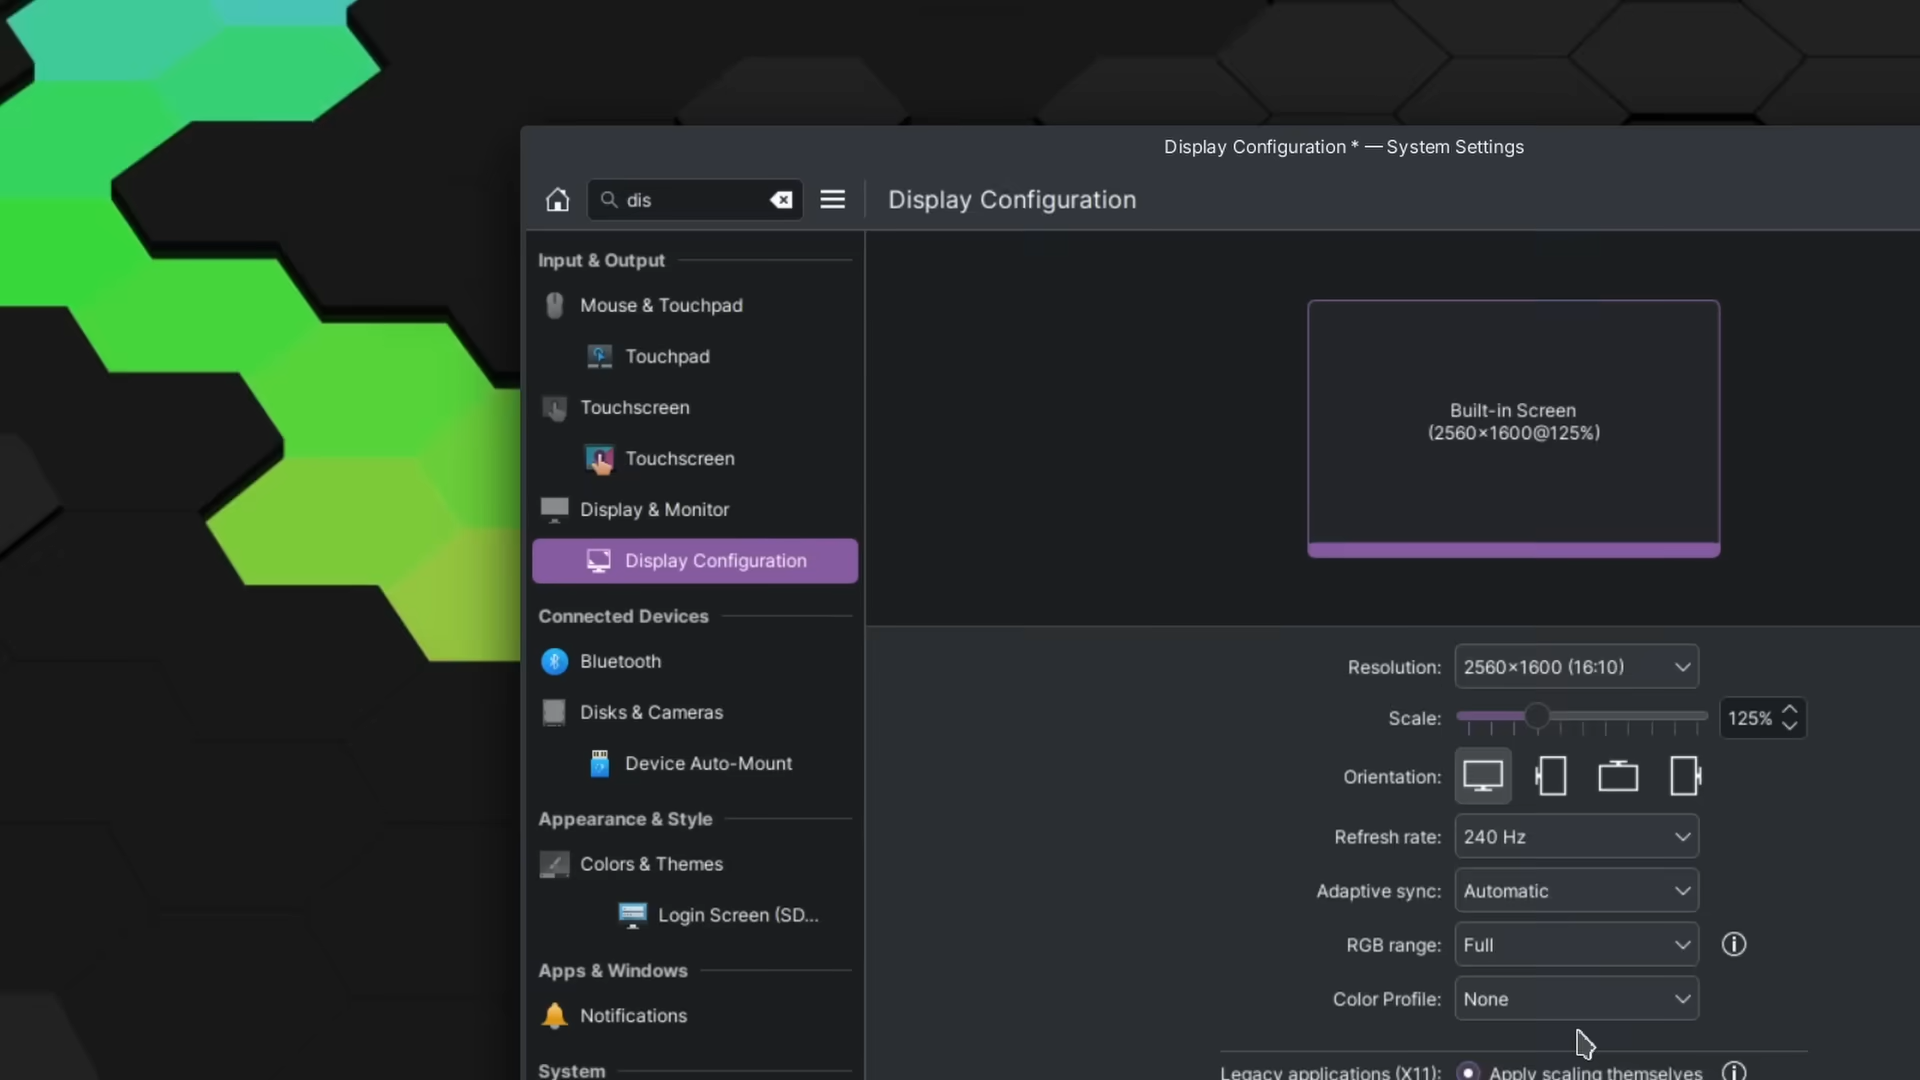 Display Configuration * — System Settings
dis
Display Configuration
Input & Output
Mouse & Touchpad
Touchpad
Touchscreen
Touchscreen
Display & Monitor
Display Configuration
Connected Devices
Bluetooth
Disks & Cameras
Device Auto-Mount
Appearance & Style
Colors & Themes
Login Screen (SD...
Apps & Windows
Notifications
System
Built-in Screen
(2560×1600@125%)
Resolution: 2560×1600 (16:10)
Scale: 125%
Orientation:
Refresh rate: 240 Hz
Adaptive sync: Automatic
RGB range: Full
Color Profile: None
Legacy applications (X11): Apply scaling themselves